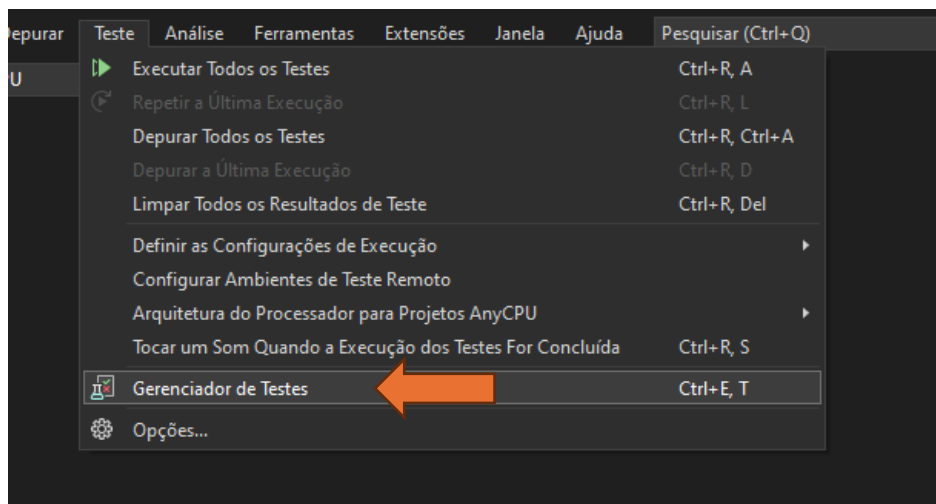 Depurar Teste Análise Ferramentas Extensões Janela Ajuda Pesquisar (Ctrl+Q)
Executar Todos os Testes Ctrl+R, A
Repetir a Última Execução Ctrl+R, L
Depurar Todos os Testes Ctrl+R, Ctrl+A
Depurar a Última Execução Ctrl+R, D
Limpar Todos os Resultados de Teste Ctrl+R, Del
Definir as Configurações de Execução
Configurar Ambientes de Teste Remoto
Arquitetura do Processador para Projetos AnyCPU
Tocar um Som Quando a Execução dos Testes For Concluída Ctrl+R, S
Gerenciador de Testes Ctrl+E, T
Opções...